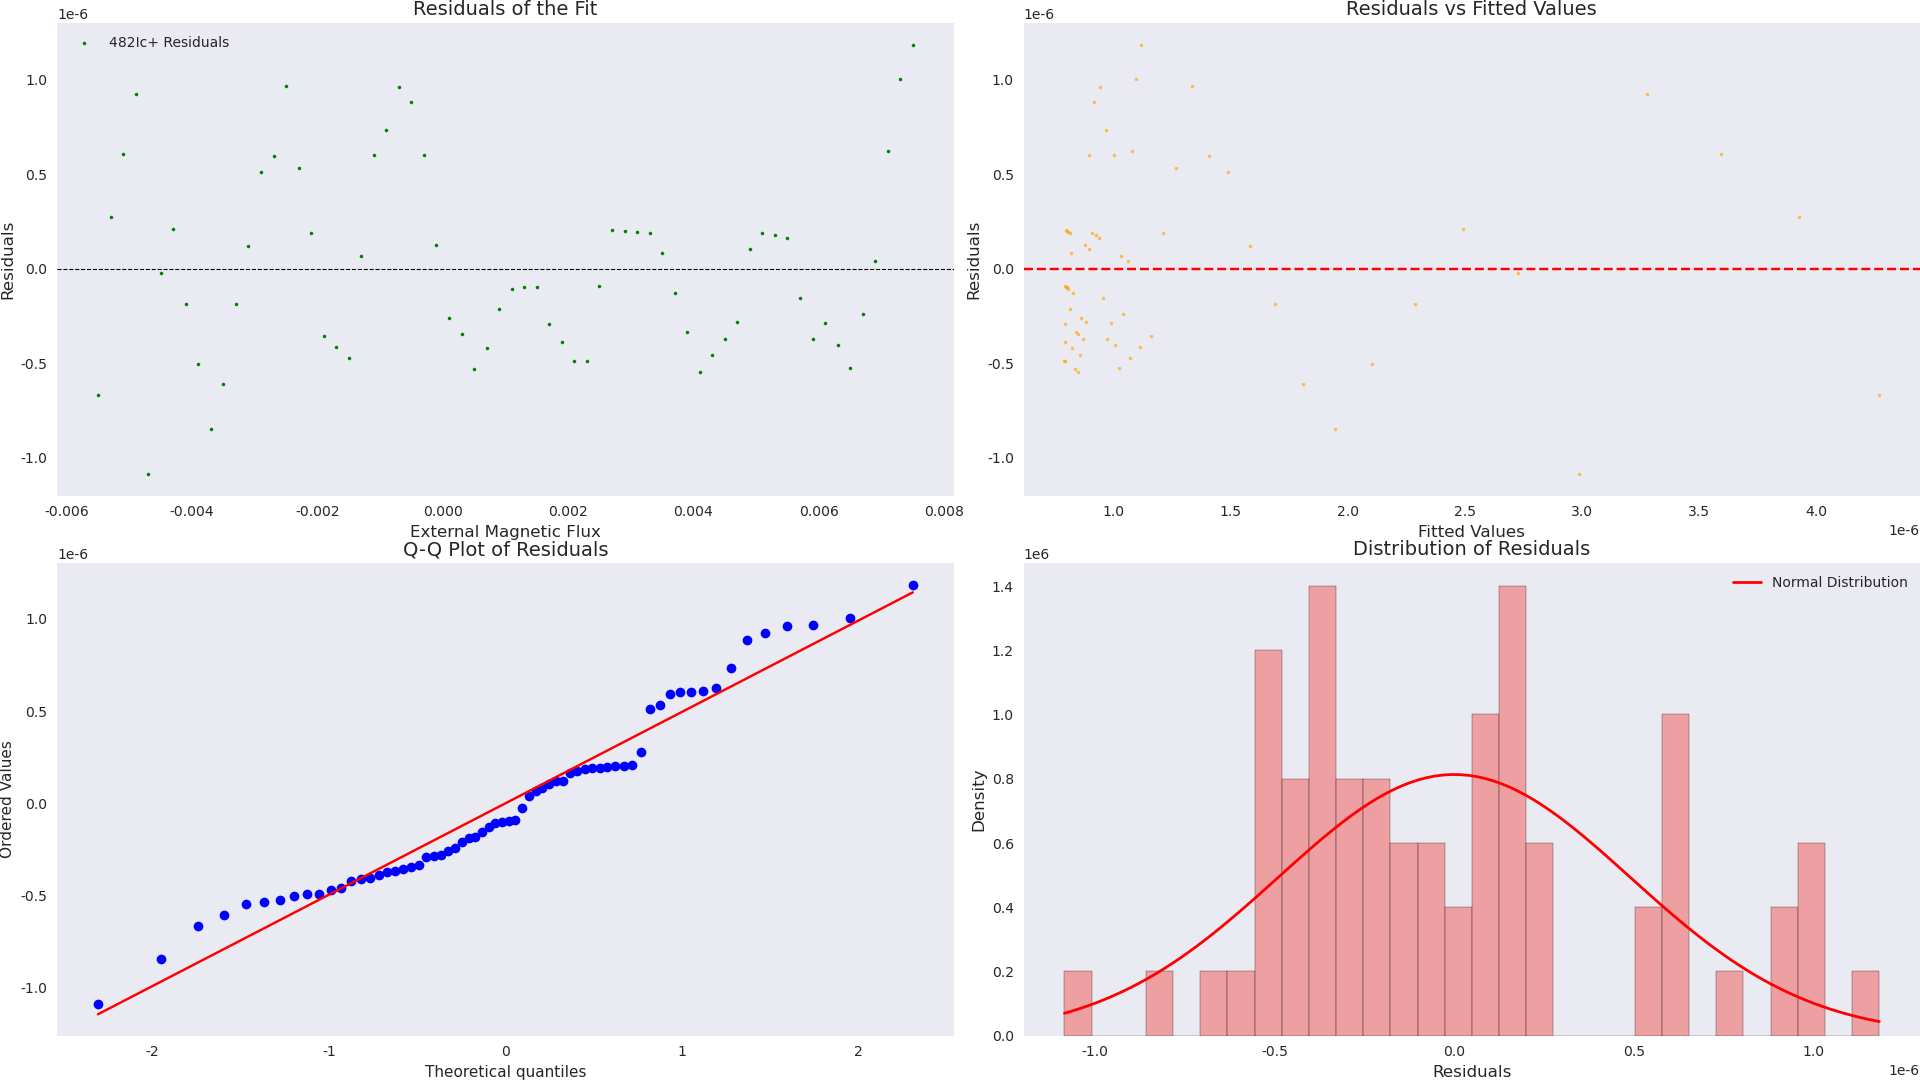 Residuals of the Fit
1e-6
482Ic+ Residuals
1.0
0.5
0.0
-0.5
-1.0
Residuals
-0.006 -0.004 -0.002 0.000 0.002 0.004 0.006 0.008
External Magnetic Flux
Residuals vs Fitted Values
1e-6
1.0
0.5
0.0
-0.5
-1.0
Residuals
1.0 1.5 2.0 2.5 3.0 3.5 4.0
1e-6
Fitted Values
Q-Q Plot of Residuals
1e-6
1.0
0.5
0.0
-0.5
-1.0
Ordered Values
-2 -1 0 1 2
Theoretical quantiles
Distribution of Residuals
1e6
Normal Distribution
1.4
1.2
1.0
0.8
0.6
0.4
0.2
0.0
Density
-1.0 -0.5 0.0 0.5 1.0
1e-6
Residuals